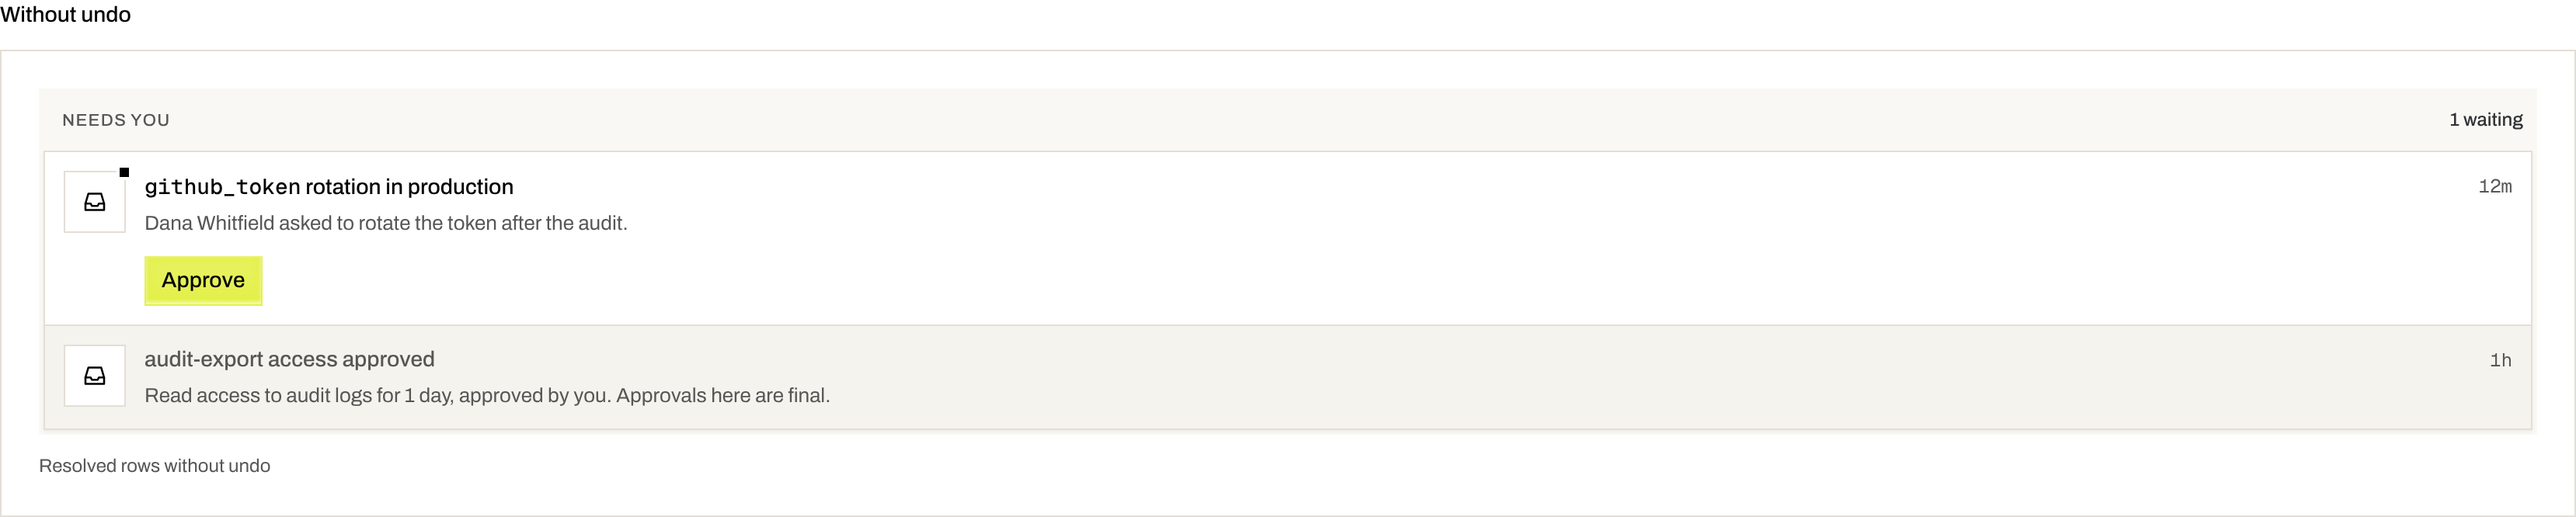 Without undo
NEEDS YOU
1 waiting
github_token rotation in production
12m
Dana Whitfield asked to rotate the token after the audit.
Approve
audit-export access approved
1h
Read access to audit logs for 1 day, approved by you. Approvals here are final.
Resolved rows without undo